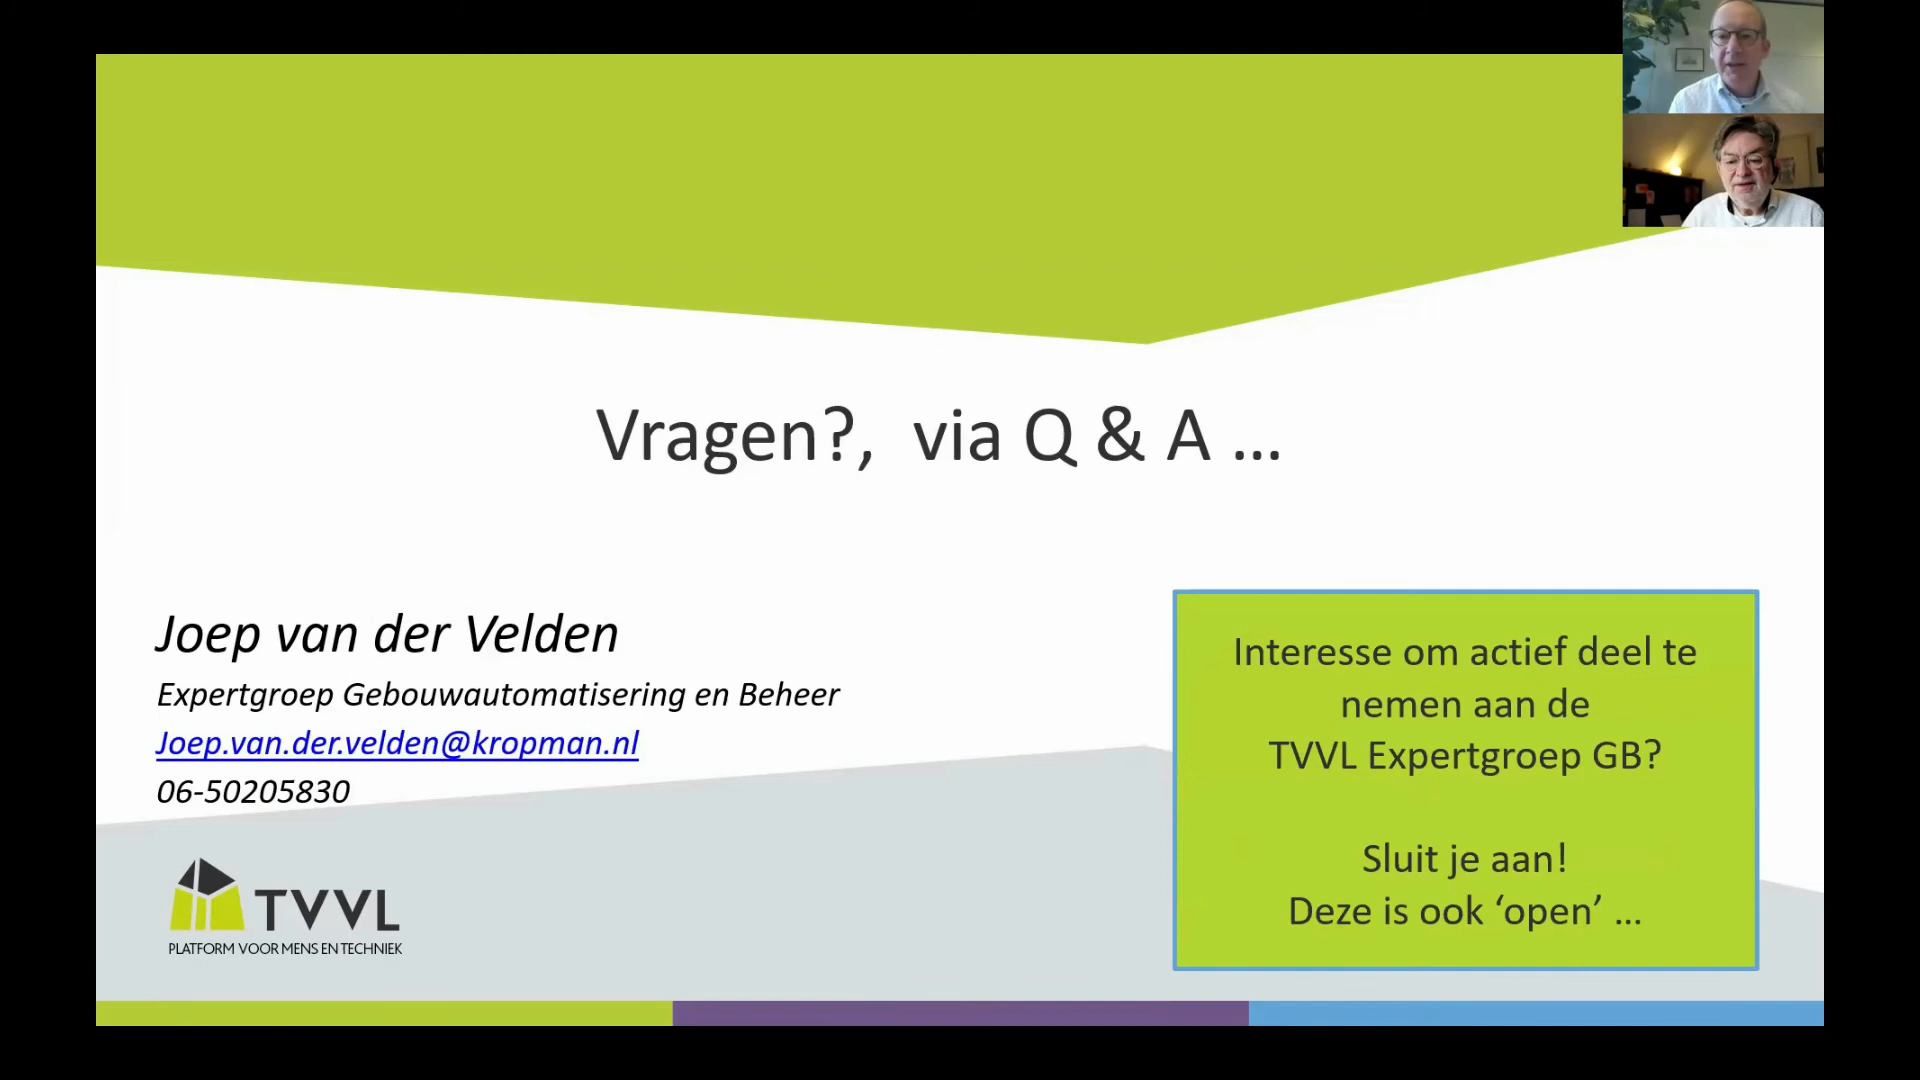 Vragen?, via Q & A ...
Joep van der Velden
Expertgroep Gebouwautomatisering en Beheer
Joep.van.der.velden@kropman.nl
06-50205830
TVVL
PLATFORM VOOR MENS EN TECHNIEK
Interesse om actief deel te
nemen aan de
TVVL Expertgroep GB?
Sluit je aan!
Deze is ook ‘open’ ...